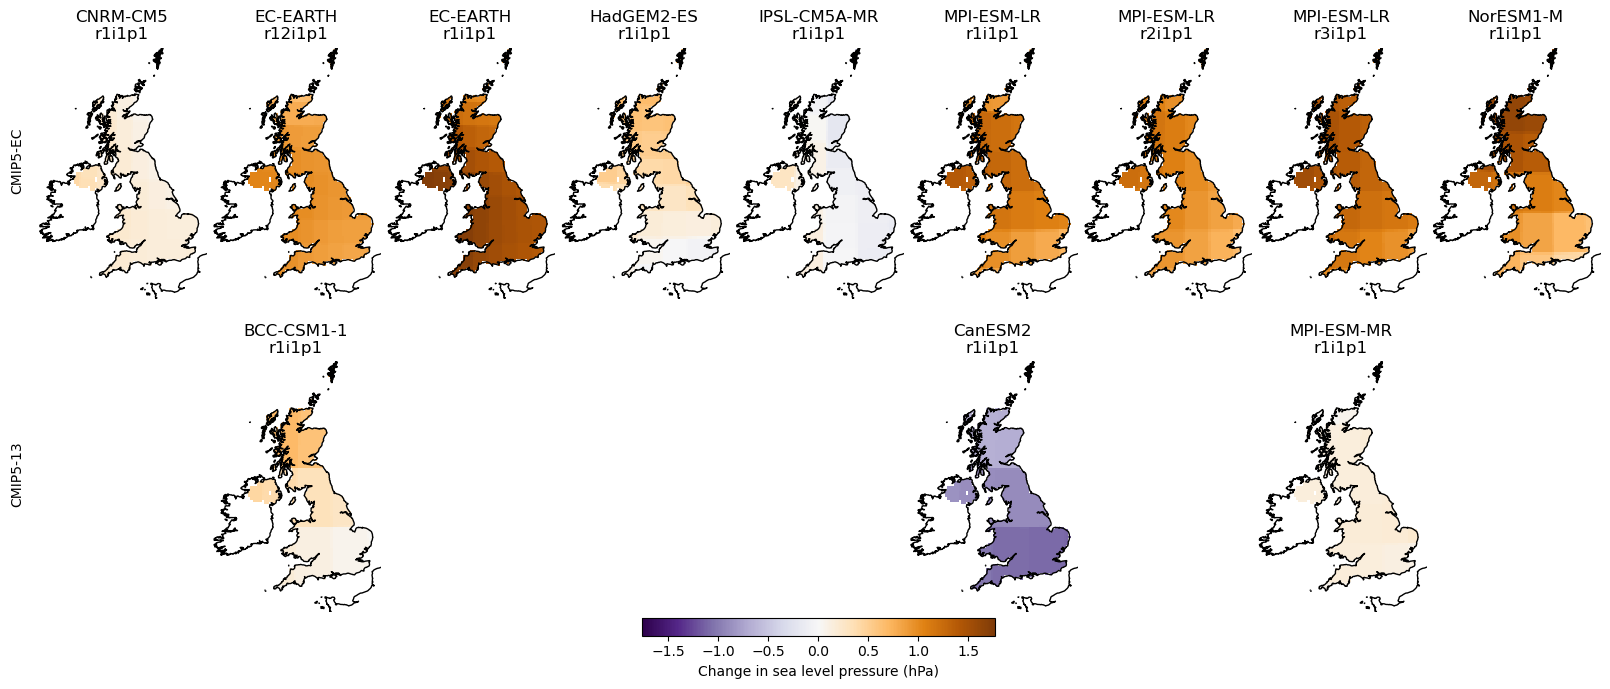 CNRM-CM5
r1i1p1
EC-EARTH
r12i1p1
EC-EARTH
r1i1p1
HadGEM2-ES
r1i1p1
IPSL-CM5A-MR
r1i1p1
MPI-ESM-LR
r1i1p1
MPI-ESM-LR
r2i1p1
MPI-ESM-LR
r3i1p1
NorESM1-M
r1i1p1
CMIP5-EC
BCC-CSM1-1
r1i1p1
CanESM2
r1i1p1
MPI-ESM-MR
r1i1p1
CMIP5-13
−1.5 −1.0 −0.5 0.0 0.5 1.0 1.5
Change in sea level pressure (hPa)